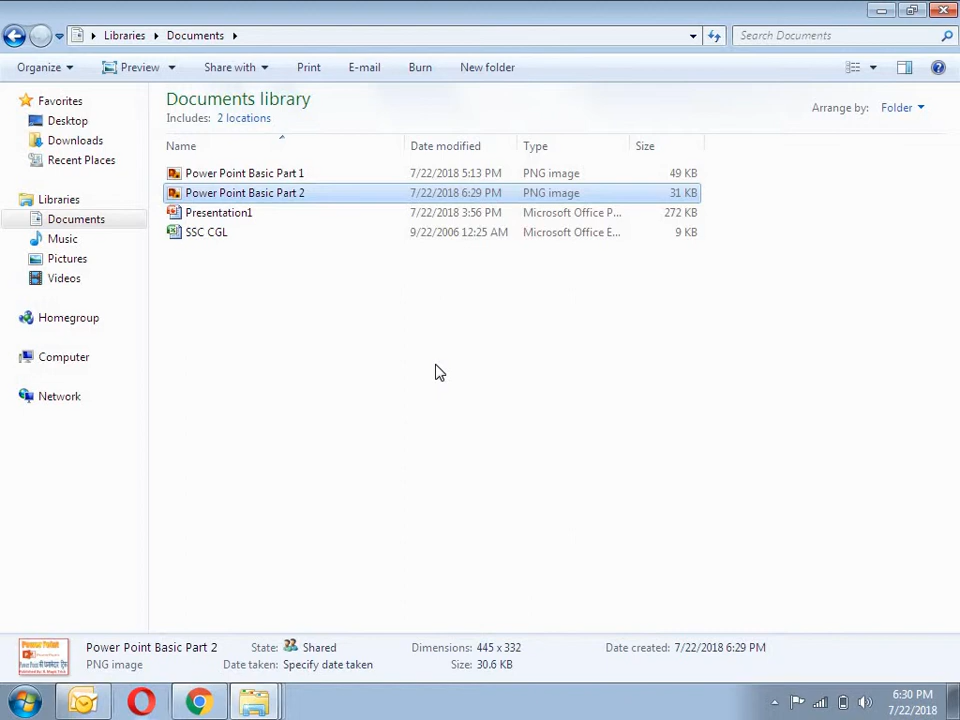 Libraries
Documents
Search Documents
Organize
Preview
Share with
Print
E-mail
Burn
New folder
Favorites
Desktop
Downloads
Recent Places
Libraries
Documents
Music
Pictures
Videos
Homegroup
Computer
Network
Documents library
Includes: 2 locations
Arrange by: Folder
Name Date modified Type Size
Power Point Basic Part 1 7/22/2018 5:13 PM PNG image 49 KB
Power Point Basic Part 2 7/22/2018 6:29 PM PNG image 31 KB
Presentation1 7/22/2018 3:56 PM Microsoft Office P... 272 KB
SSC CGL 9/22/2006 12:25 AM Microsoft Office E... 9 KB
Power Point
Power Point Basic Part 2 State: Shared Dimensions: 445 x 332 Date created: 7/22/2018 6:29 PM
PNG image Date taken: Specify date taken Size: 30.6 KB
6:30 PM
7/22/2018